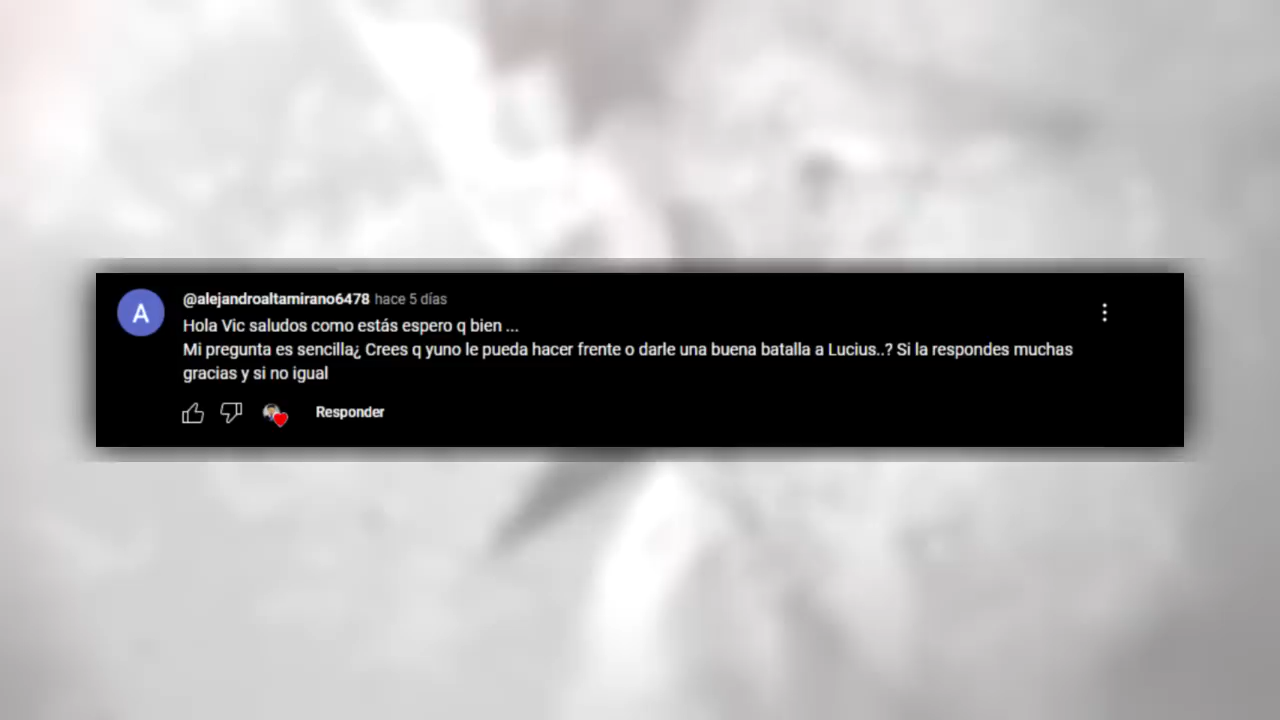 A
@alejandroaltamirano6478 hace 5 días
Hola Vic saludos como estás espero q bien ...
Mi pregunta es sencilla¿ Crees q yuno le pueda hacer frente o darle una buena batalla a Lucius..? Si la respondes muchas
gracias y si no igual
Responder